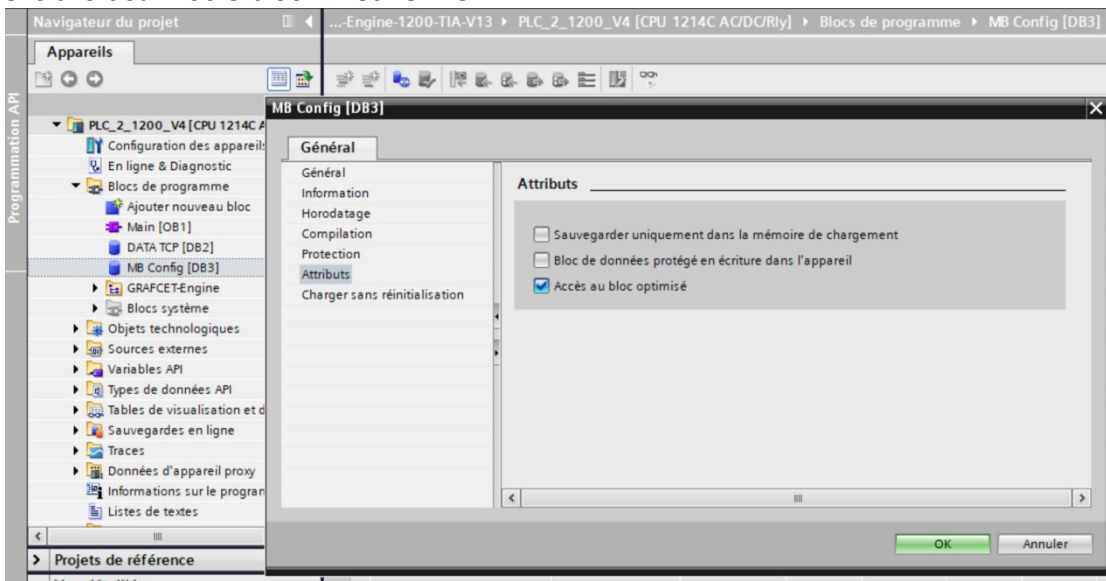 Navigateur du projet
...-Engine-1200-TIA-V13 ▸ PLC_2_1200_V4 [CPU 1214C AC/DC/Rly] ▸ Blocs de programme ▸ MB Config [DB3]
Appareils
Programmation API
PLC_2_1200_V4 [CPU 1214C
Configuration des appareils
En ligne & Diagnostic
Blocs de programme
Ajouter nouveau bloc
Main [OB1]
DATA TCP [DB2]
MB Config [DB3]
GRAFCET-Engine
Blocs système
Objets technologiques
Sources externes
Variables API
Types de données API
Tables de visualisation et d
Sauvegardes en ligne
Traces
Données d'appareil proxy
Informations sur le program
Listes de textes
Projets de référence
MB Config [DB3]
Général
Général
Information
Horodatage
Compilation
Protection
Attributs
Charger sans réinitialisation
Attributs
Sauvegarder uniquement dans la mémoire de chargement
Bloc de données protégé en écriture dans l'appareil
Accès au bloc optimisé
OK
Annuler